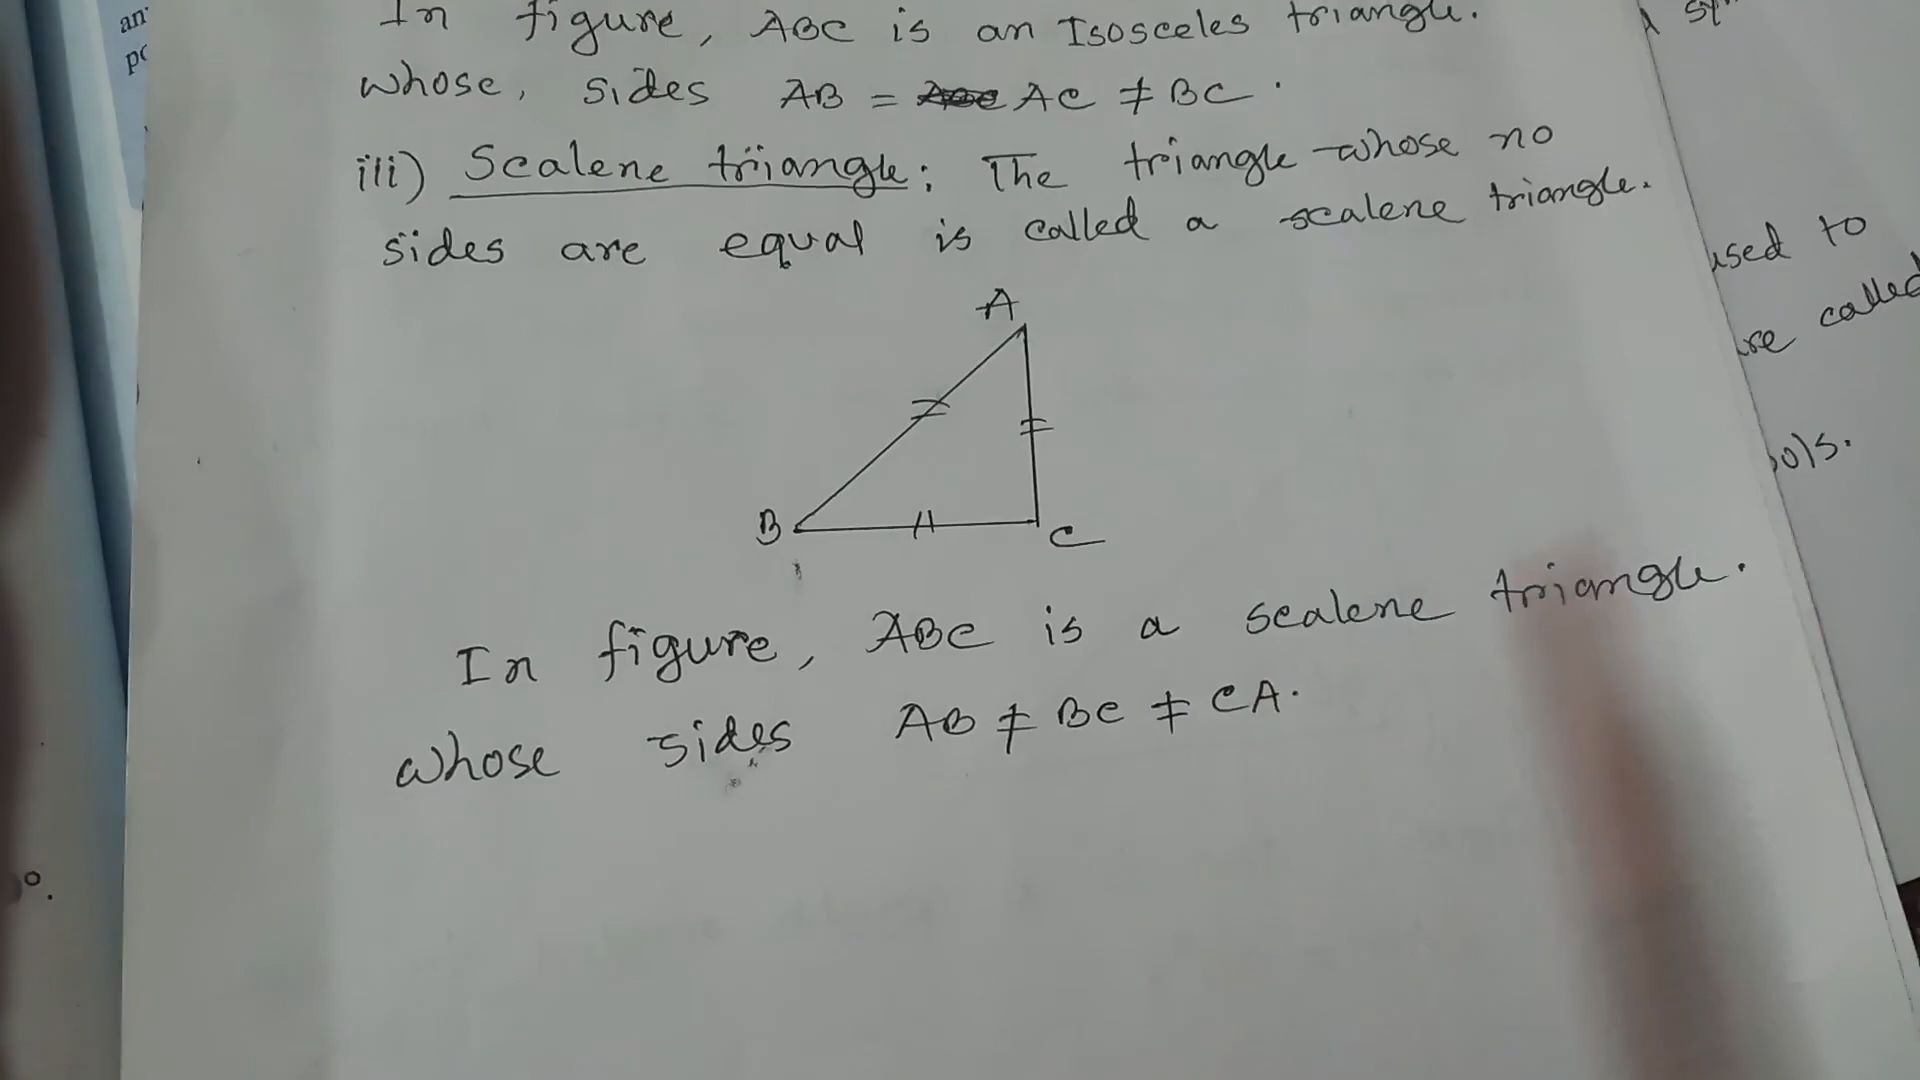 In figure, ABC is an Isosceles triangle.
whose, sides AB = AC ≠ BC.
iii) Scalene triangle: The triangle whose no
sides are equal is called a scalene triangle.
A
B
C
In figure, ABC is a scalene triangle.
whose sides AB ≠ BC ≠ CA.
used to
called